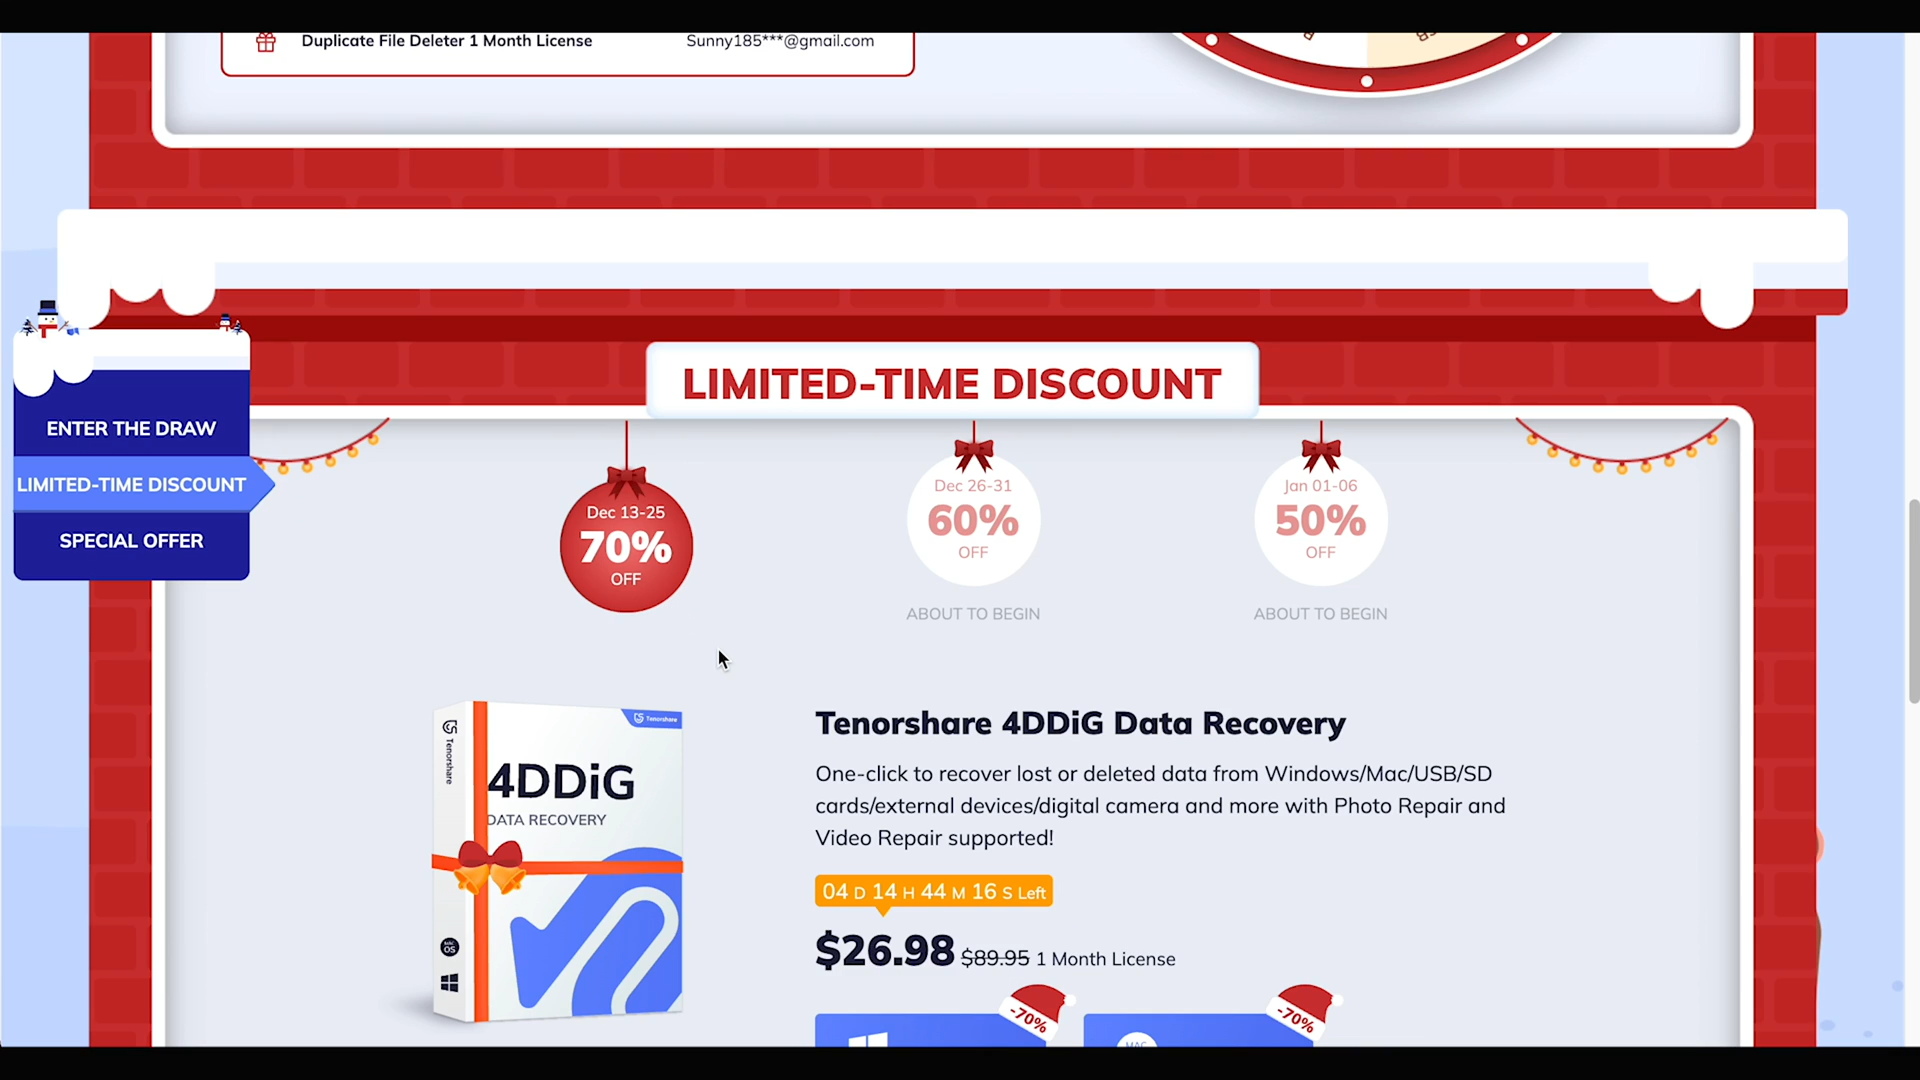 Duplicate File Deleter 1 Month License Sunny185***@gmail.com
LIMITED-TIME DISCOUNT
ENTER THE DRAW
LIMITED-TIME DISCOUNT
SPECIAL OFFER
Dec 13-25
70%
OFF
Dec 26-31
60%
OFF
ABOUT TO BEGIN
Jan 01-06
50%
OFF
ABOUT TO BEGIN
Tenorshare
Tenorshare
4DDiG
DATA RECOVERY
mac
OS
Tenorshare 4DDiG Data Recovery
One-click to recover lost or deleted data from Windows/Mac/USB/SD
cards/external devices/digital camera and more with Photo Repair and
Video Repair supported!
04 D 14 H 44 M 16 S Left
$26.98 $89.95 1 Month License
-70%
-70%
MAC